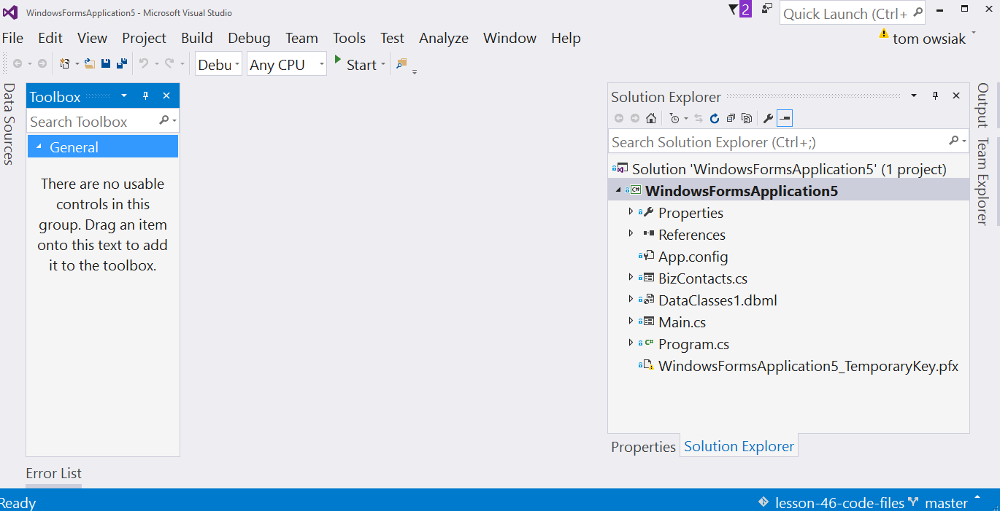 WindowsFormsApplication5 - Microsoft Visual Studio
2
Quick Launch (Ctrl+
File Edit View Project Build Debug Team Tools Test Analyze Window Help
tom owsiak
Debu Any CPU Start
Data Sources
Toolbox
Search Toolbox
General
There are no usable
controls in this
group. Drag an item
onto this text to add
it to the toolbox.
Solution Explorer
Search Solution Explorer (Ctrl+;)
Solution 'WindowsFormsApplication5' (1 project)
C# WindowsFormsApplication5
Properties
References
App.config
BizContacts.cs
DataClasses1.dbml
Main.cs
C# Program.cs
WindowsFormsApplication5_TemporaryKey.pfx
Properties Solution Explorer
Output
Team Explorer
Error List
Ready
lesson-46-code-files master